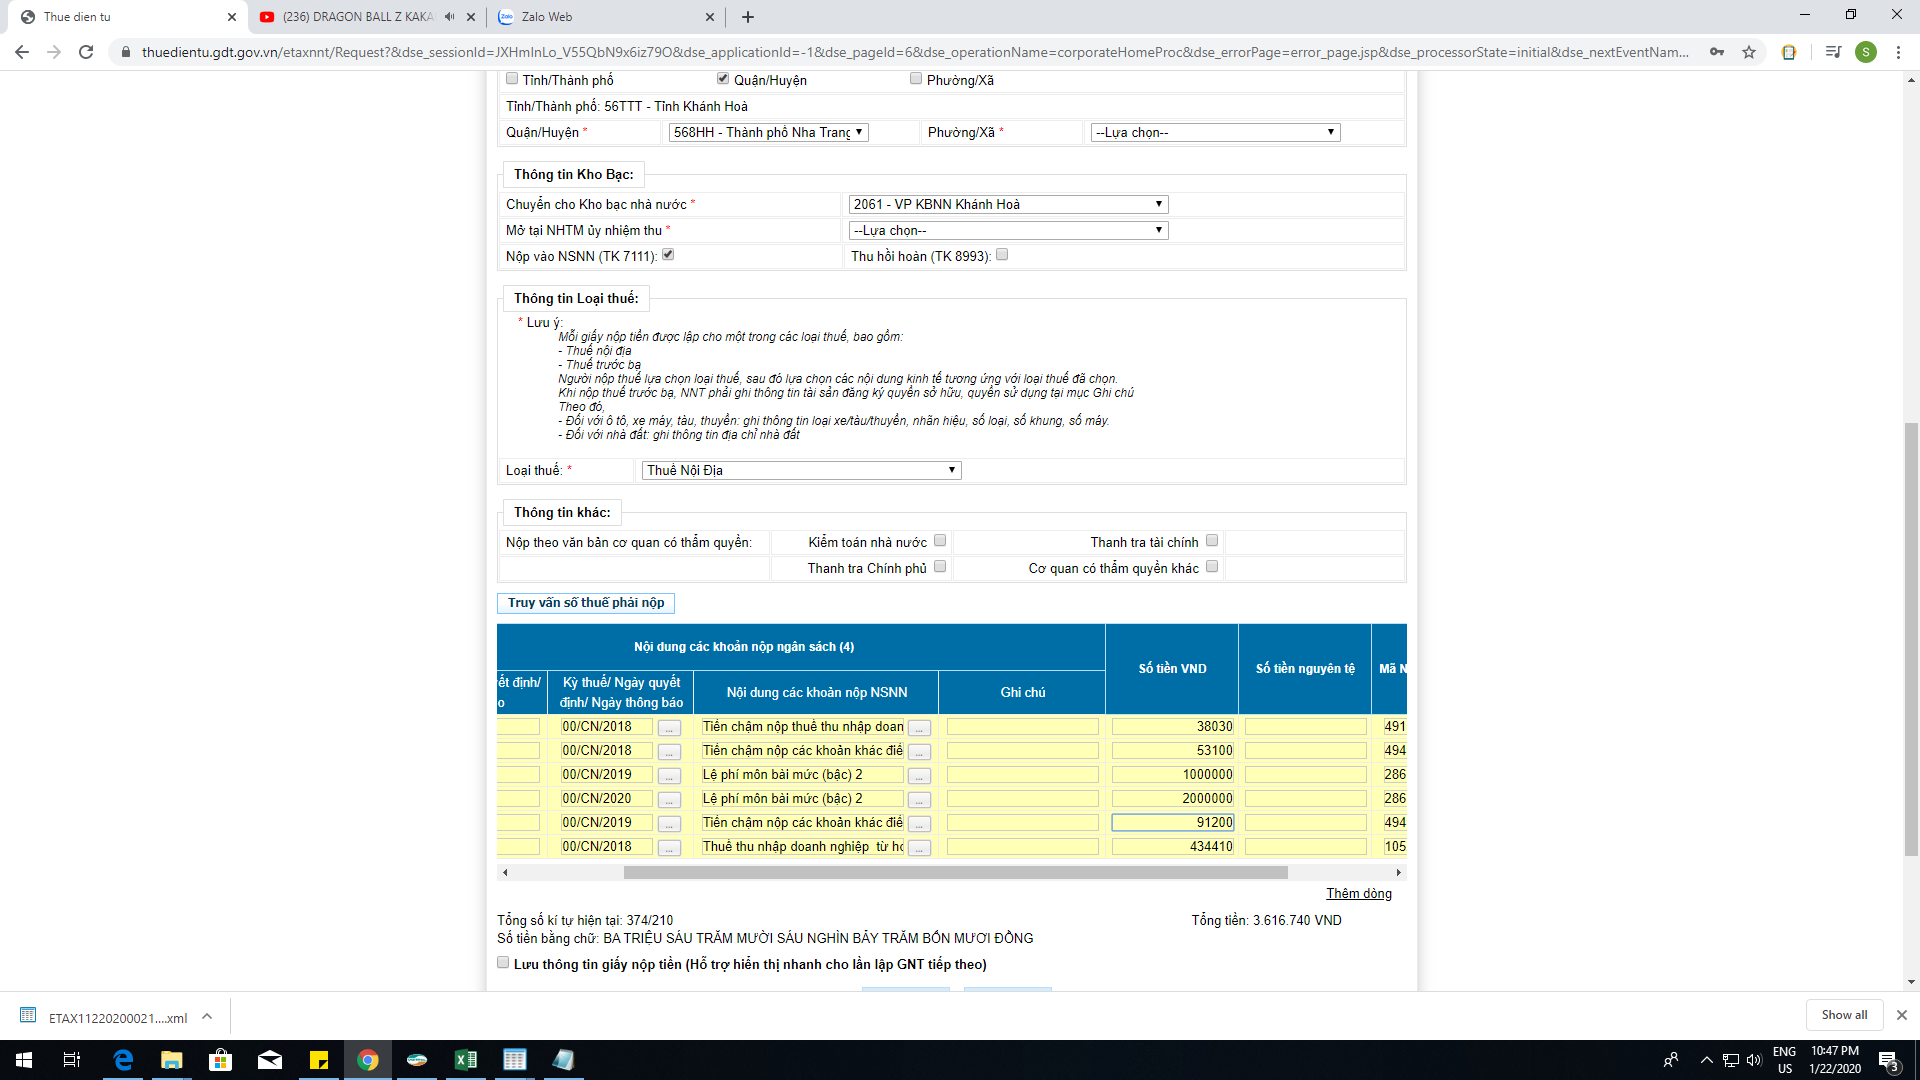 Thue dien tu
(236) DRAGON BALL Z KAKA
Zalo Web
thuedientu.gdt.gov.vn/etaxnnt/Request?&dse_sessionId=JXHmInLo_V55QbN9x6iz79O&dse_applicationId=-1&dse_pageId=6&dse_operationName=corporateHomeProc&dse_errorPage=error_page.jsp&dse_processorState=initial&dse_nextEventNam...
S
Tỉnh/Thành phố Quận/Huyện Phường/Xã
Tỉnh/Thành phố: 56TTT - Tỉnh Khánh Hoà
Quận/Huyện * 568HH - Thành phố Nha Trang Phường/Xã * --Lựa chọn--
Thông tin Kho Bạc:
Chuyển cho Kho bạc nhà nước * 2061 - VP KBNN Khánh Hoà
Mở tại NHTM ủy nhiệm thu * --Lựa chọn--
Nộp vào NSNN (TK 7111): Thu hồi hoàn (TK 8993):
Thông tin Loại thuế:
* Lưu ý:
Mỗi giấy nộp tiền được lập cho một trong các loại thuế, bao gồm:
- Thuế nội địa
- Thuế trước bạ
Người nộp thuế lựa chọn loại thuế, sau đó lựa chọn các nội dung kinh tế tương ứng với loại thuế đã chọn.
Khi nộp thuế trước bạ, NNT phải ghi thông tin tài sản đăng ký quyền sở hữu, quyền sử dụng tại mục Ghi chú
Theo đó,
- Đối với ô tô, xe máy, tàu, thuyền: ghi thông tin loại xe/tàu/thuyền, nhãn hiệu, số loại, số khung, số máy.
- Đối với nhà đất: ghi thông tin địa chỉ nhà đất
Loại thuế: * Thuế Nội Địa
Thông tin khác:
Nộp theo văn bản cơ quan có thẩm quyền: Kiểm toán nhà nước Thanh tra tài chính
Thanh tra Chính phủ Cơ quan có thẩm quyền khác
Truy vấn số thuế phải nộp
Nội dung các khoản nộp ngân sách (4) Số tiền VND Số tiền nguyên tệ Mã N
ết định/ o Kỳ thuế/ Ngày quyết định/ Ngày thông báo Nội dung các khoản nộp NSNN Ghi chú
00/CN/2018 ... Tiền chậm nộp thuế thu nhập doan ... 38030 491
00/CN/2018 ... Tiền chậm nộp các khoản khác điề ... 53100 494
00/CN/2019 ... Lệ phí môn bài mức (bậc) 2 ... 1000000 286
00/CN/2020 ... Lệ phí môn bài mức (bậc) 2 ... 2000000 286
00/CN/2019 ... Tiền chậm nộp các khoản khác điề ... 91200 494
00/CN/2018 ... Thuế thu nhập doanh nghiệp từ hơ ... 434410 105
Thêm dòng
Tổng số kí tự hiện tại: 374/210 Tổng tiền: 3.616.740 VND
Số tiền bằng chữ: BA TRIỆU SÁU TRĂM MƯỜI SÁU NGHÌN BẢY TRĂM BỐN MƯƠI ĐỒNG
Lưu thông tin giấy nộp tiền (Hỗ trợ hiển thị nhanh cho lần lập GNT tiếp theo)
ETAX11220200021....xml
Show all
ENG 10:47 PM
US 1/22/2020
3